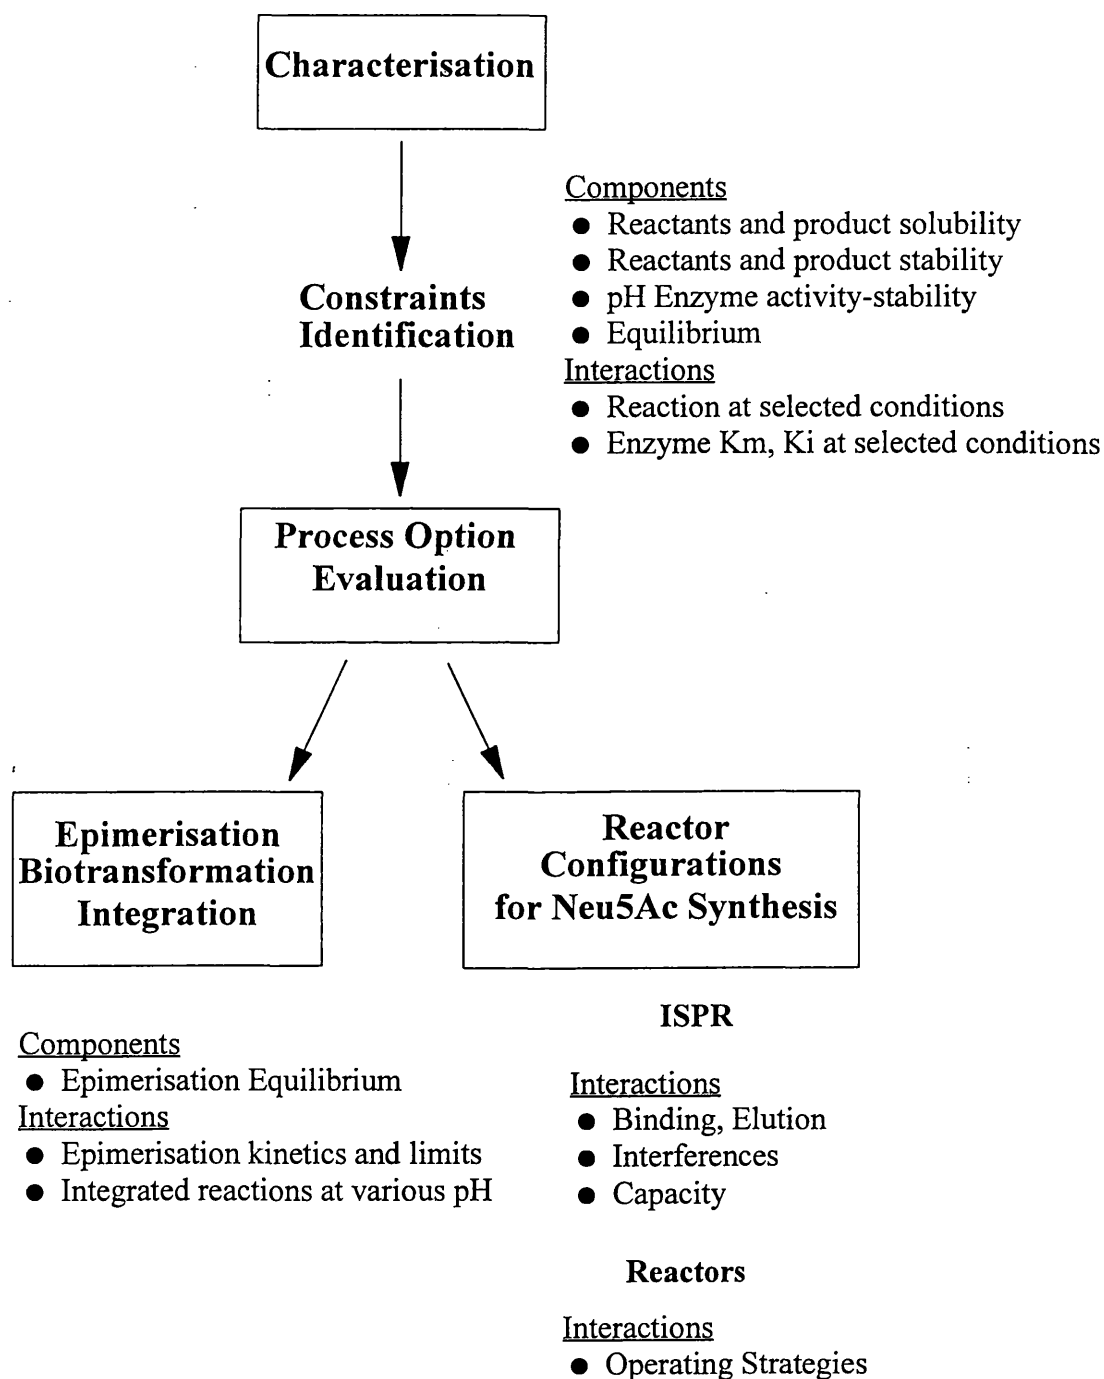 Characterisation
Components
● Reactants and product solubility
● Reactants and product stability
● pH Enzyme activity-stability
● Equilibrium
Interactions
● Reaction at selected conditions
● Enzyme Km, Ki at selected conditions
Constraints
Identification
Process Option
Evaluation
Epimerisation
Biotransformation
Integration
Reactor
Configurations
for Neu5Ac Synthesis
Components
● Epimerisation Equilibrium
Interactions
● Epimerisation kinetics and limits
● Integrated reactions at various pH
ISPR
Interactions
● Binding, Elution
● Interferences
● Capacity
Reactors
Interactions
● Operating Strategies